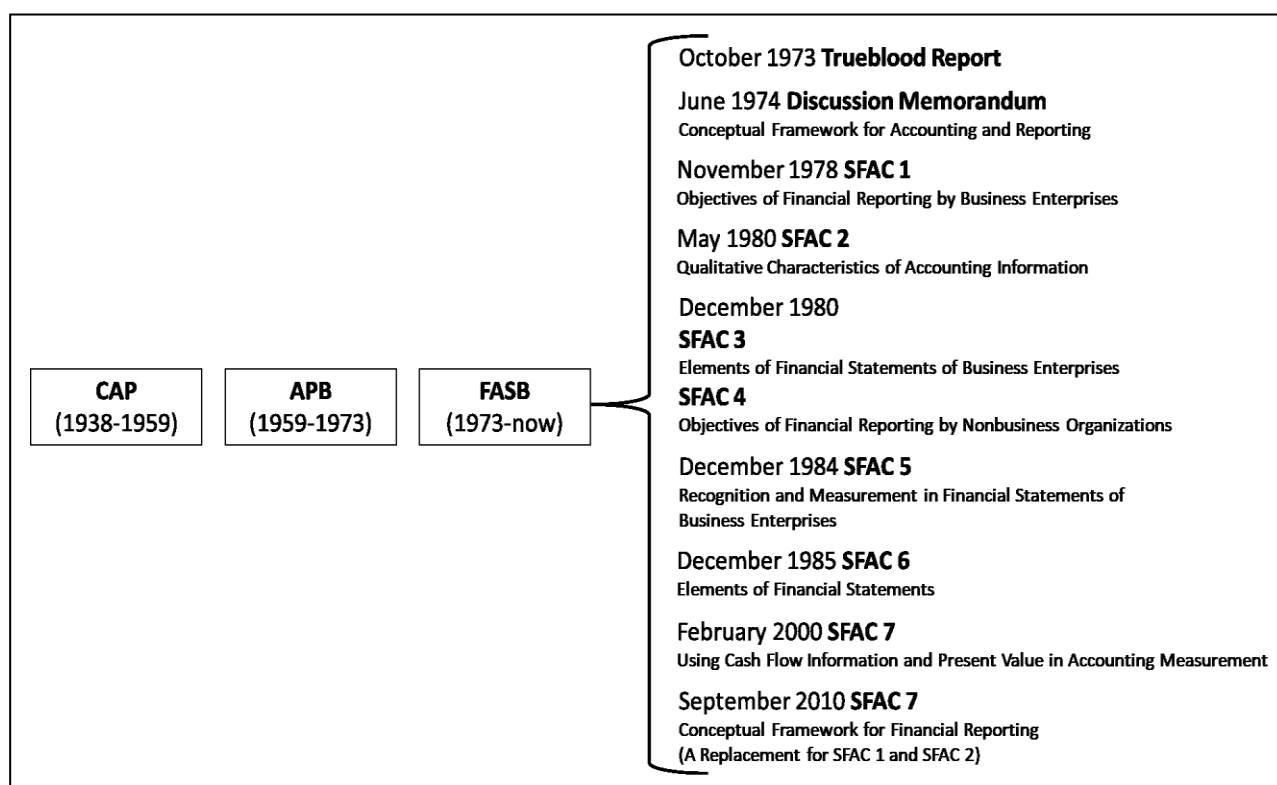 October 1973 Trueblood Report
June 1974 Discussion Memorandum
Conceptual Framework for Accounting and Reporting
November 1978 SFAC 1
Objectives of Financial Reporting by Business Enterprises
May 1980 SFAC 2
Qualitative Characteristics of Accounting Information
December 1980
SFAC 3
Elements of Financial Statements of Business Enterprises
SFAC 4
Objectives of Financial Reporting by Nonbusiness Organizations
CAP
(1938-1959)
APB
(1959-1973)
FASB
(1973-now)
December 1984 SFAC 5
Recognition and Measurement in Financial Statements of
Business Enterprises
December 1985 SFAC 6
Elements of Financial Statements
February 2000 SFAC 7
Using Cash Flow Information and Present Value in Accounting Measurement
September 2010 SFAC 7
Conceptual Framework for Financial Reporting
(A Replacement for SFAC 1 and SFAC 2)